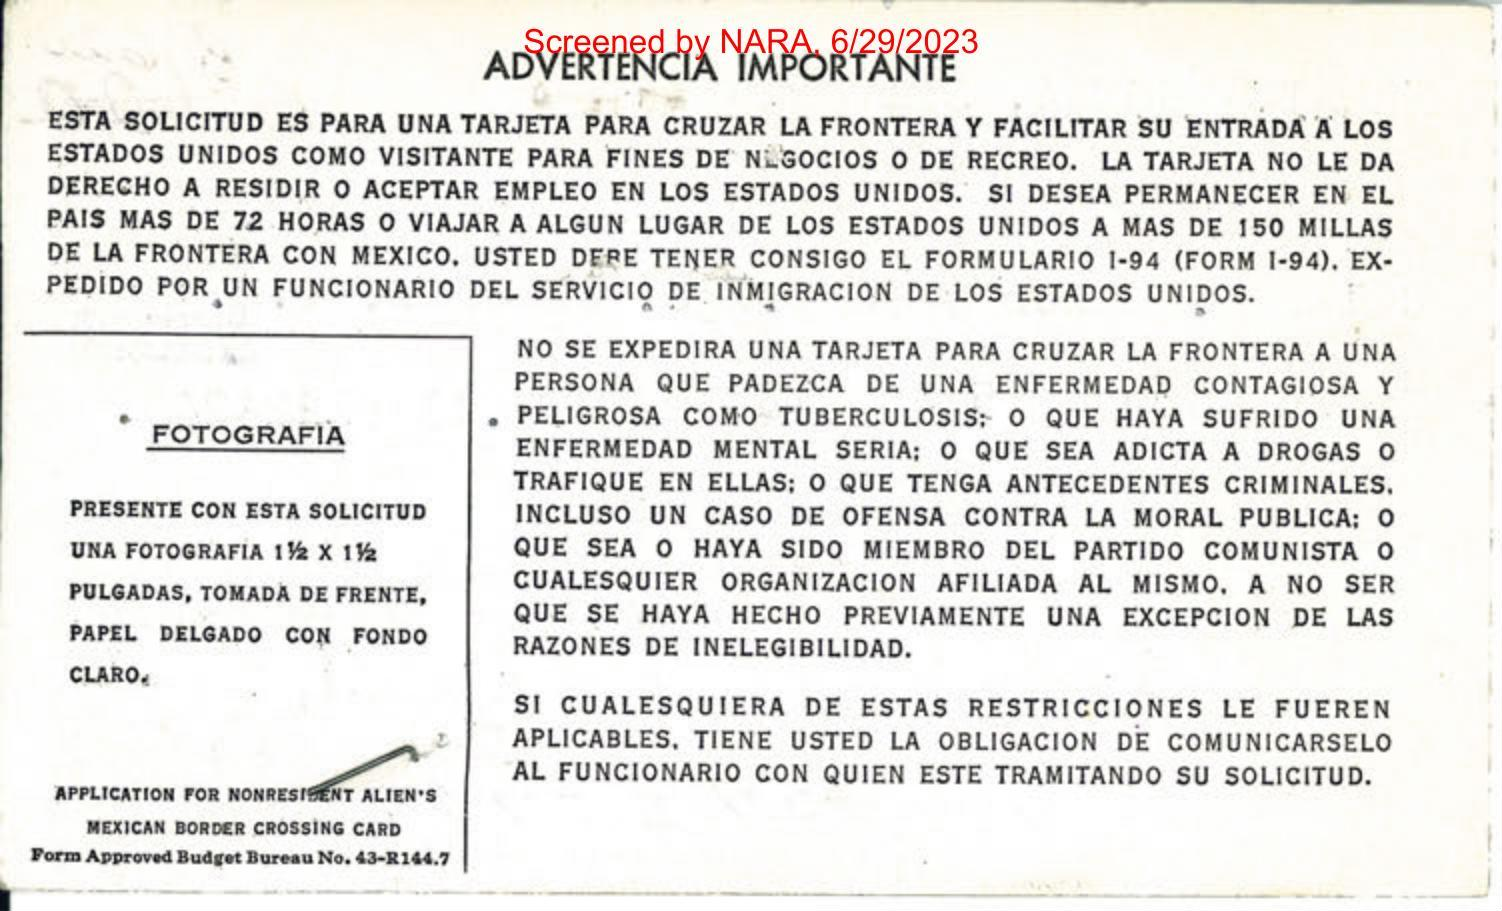 Screened by NARA, 6/29/2023
ADVERTENCIA IMPORTANTE
ESTA SOLICITUD ES PARA UNA TARJETA PARA CRUZAR LA FRONTERA Y FACILITAR SU ENTRADA A LOS
ESTADOS UNIDOS COMO VISITANTE PARA FINES DE NEGOCIOS O DE RECREO. LA TARJETA NO LE DA
DERECHO A RESIDIR O ACEPTAR EMPLEO EN LOS ESTADOS UNIDOS. SI DESEA PERMANECER EN EL
PAIS MAS DE 72 HORAS O VIAJAR A ALGUN LUGAR DE LOS ESTADOS UNIDOS A MAS DE 150 MILLAS
DE LA FRONTERA CON MEXICO, USTED DEBE TENER CONSIGO EL FORMULARIO I-94 (FORM I-94), EX-
PEDIDO POR UN FUNCIONARIO DEL SERVICIO DE INMIGRACION DE LOS ESTADOS UNIDOS.
NO SE EXPEDIRA UNA TARJETA PARA CRUZAR LA FRONTERA A UNA
PERSONA QUE PADEZCA DE UNA ENFERMEDAD CONTAGIOSA Y
PELIGROSA COMO TUBERCULOSIS; O QUE HAYA SUFRIDO UNA
ENFERMEDAD MENTAL SERIA; O QUE SEA ADICTA A DROGAS O
TRAFIQUE EN ELLAS; O QUE TENGA ANTECEDENTES CRIMINALES,
INCLUSO UN CASO DE OFENSA CONTRA LA MORAL PUBLICA; O
QUE SEA O HAYA SIDO MIEMBRO DEL PARTIDO COMUNISTA O
CUALESQUIER ORGANIZACION AFILIADA AL MISMO, A NO SER
QUE SE HAYA HECHO PREVIAMENTE UNA EXCEPCION DE LAS
RAZONES DE INELEGIBILIDAD.
SI CUALESQUIERA DE ESTAS RESTRICCIONES LE FUEREN
APLICABLES, TIENE USTED LA OBLIGACION DE COMUNICARSELO
AL FUNCIONARIO CON QUIEN ESTE TRAMITANDO SU SOLICITUD.
FOTOGRAFIA
PRESENTE CON ESTA SOLICITUD
UNA FOTOGRAFIA 1½ X 1½
PULGADAS, TOMADA DE FRENTE,
PAPEL DELGADO CON FONDO
CLARO.
APPLICATION FOR NONRESIDENT ALIEN'S
MEXICAN BORDER CROSSING CARD
Form Approved Budget Bureau No. 43-R144.7